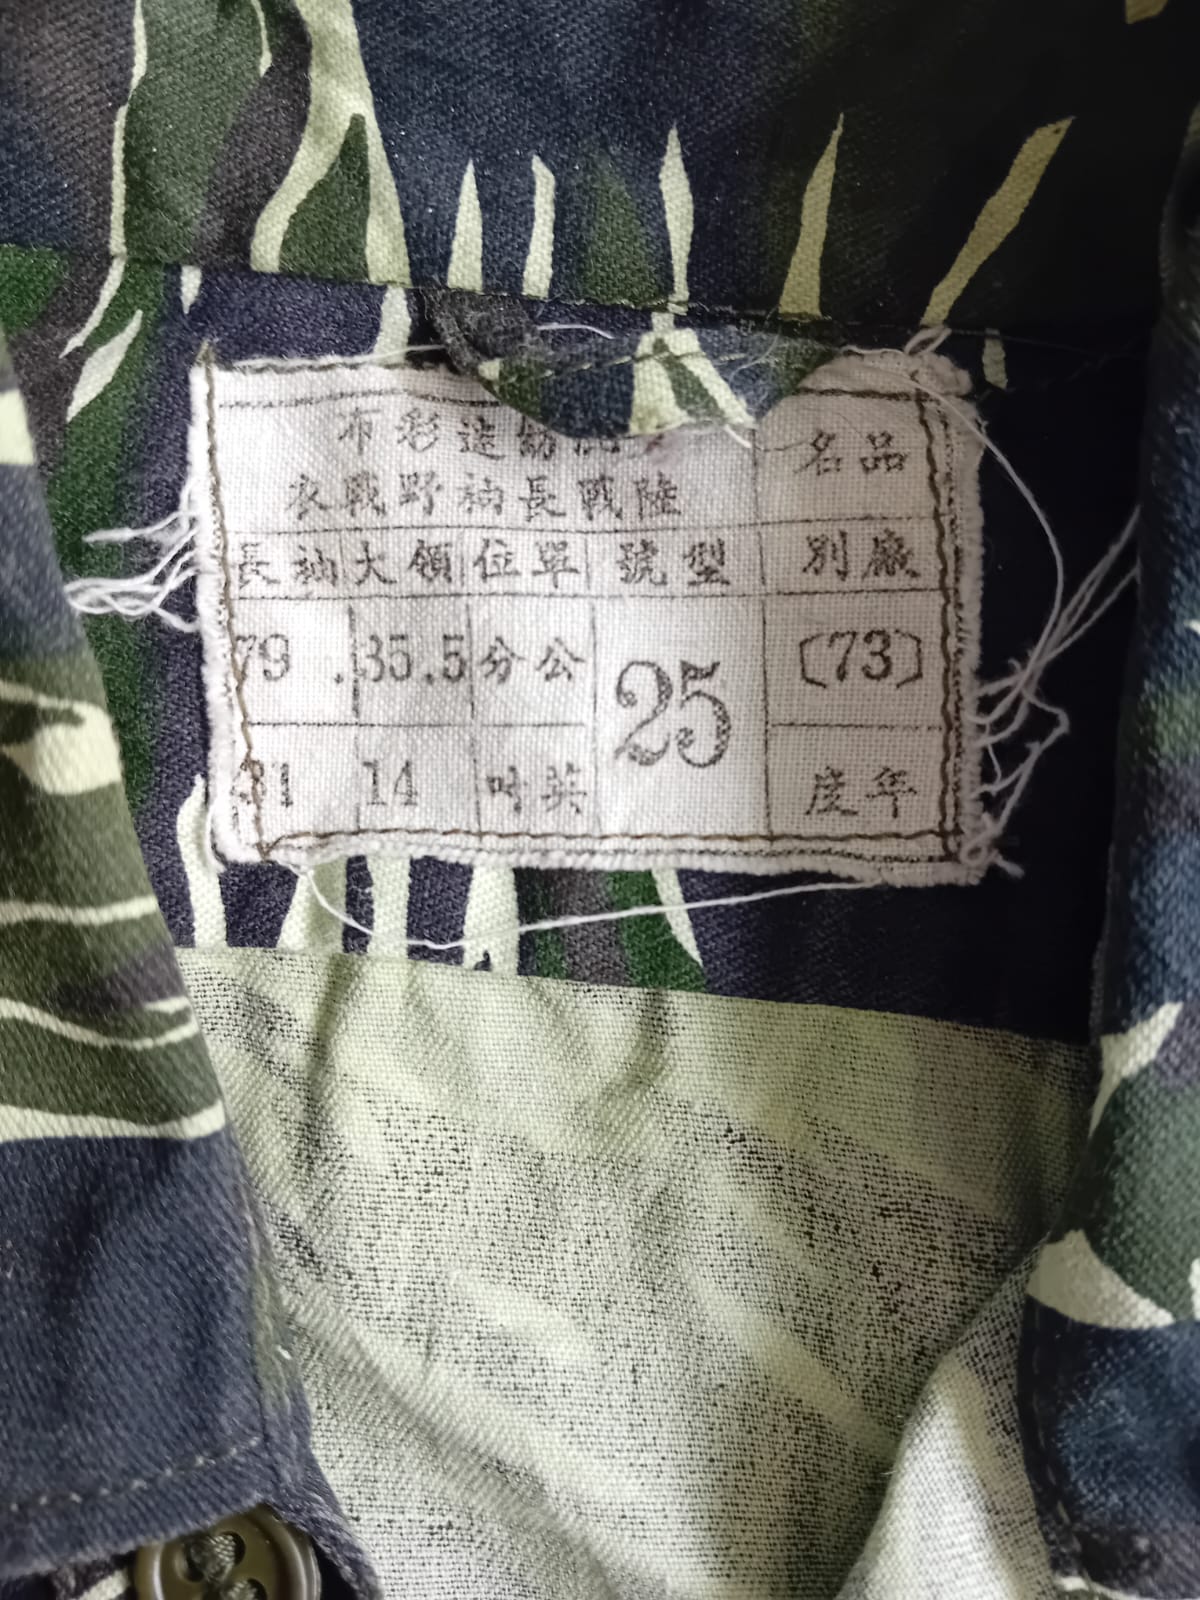 品名
紡迷彩布
陸戰長袖野戰衣
廠別 型號 單位 領大 袖長
〔73〕 25 公分 35.5 79
年度 英吋 14 31